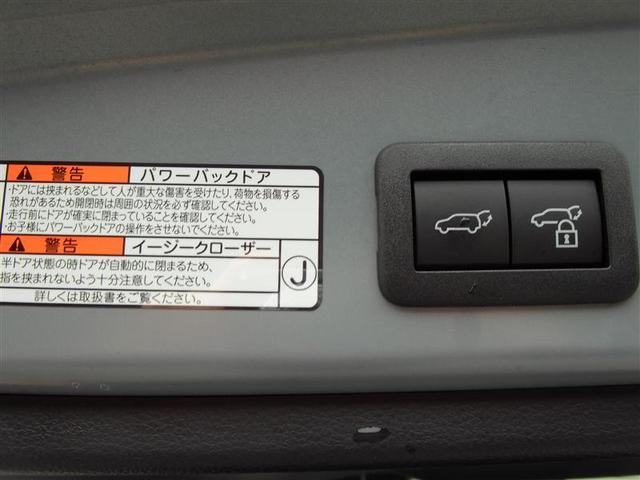 警告 パワーバックドア
・ドアには挟まれるなどして人が重大な傷害を受けたり、荷物を損傷する
恐れがあるため開閉時は周囲の状況を必ず確認してください。
・走行前にドアが確実に閉まっていることを確認してください。
・お子様にパワーバックドアの操作をさせないでください。
警告 イージークローザー
半ドア状態の時ドアが自動的に閉まるため、
指を挟まれないよう十分注意してください。
詳しくは取扱書をご覧ください。
J